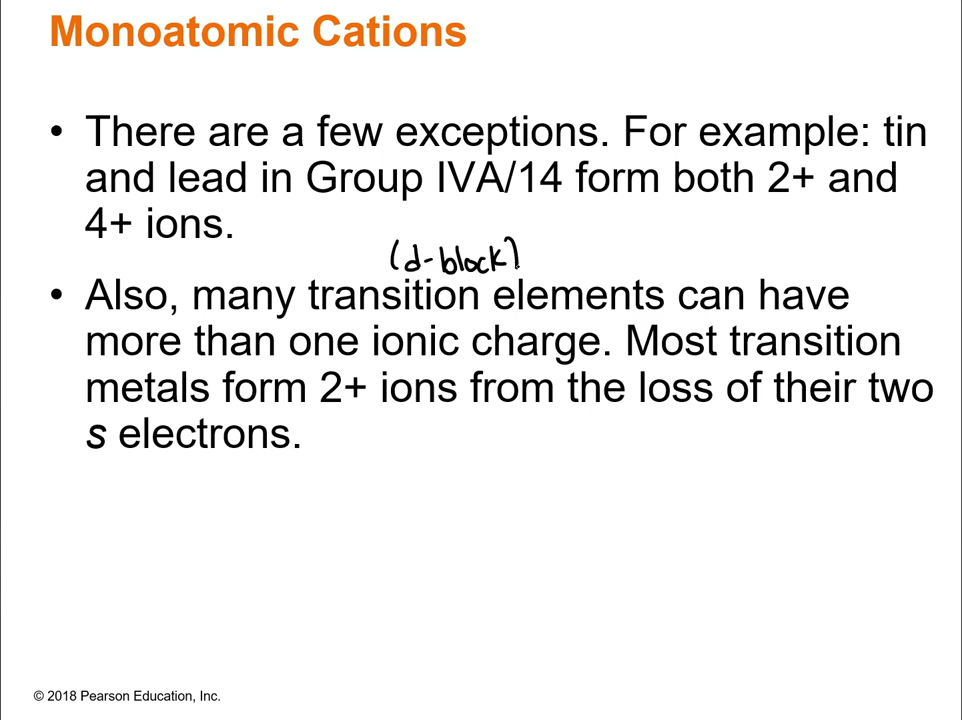 Monoatomic Cations
• There are a few exceptions. For example: tin
and lead in Group IVA/14 form both 2+ and
4+ ions.
(d-block)
• Also, many transition elements can have
more than one ionic charge. Most transition
metals form 2+ ions from the loss of their two
s electrons.
© 2018 Pearson Education, Inc.